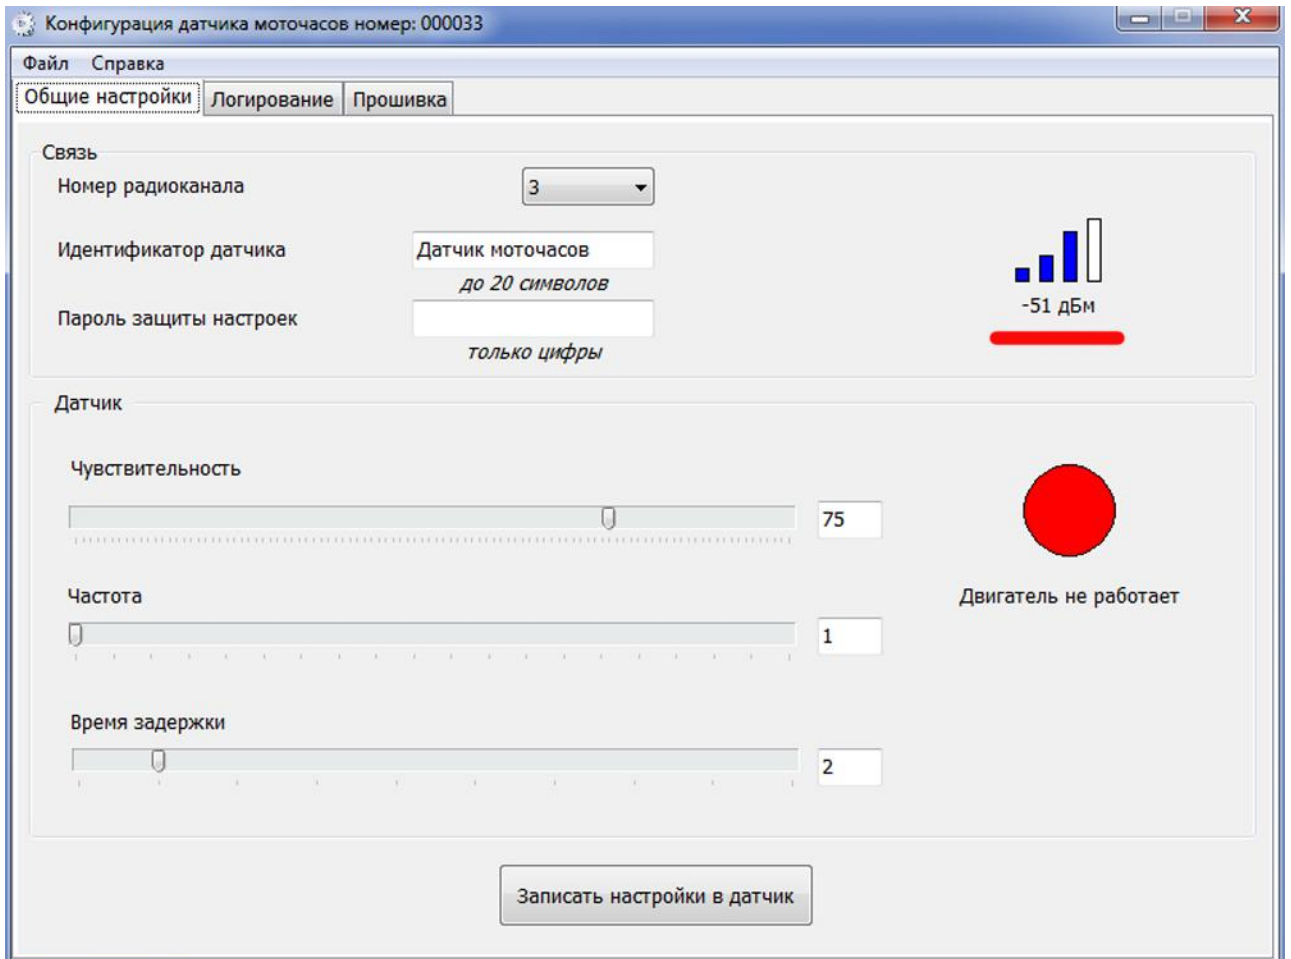 Конфигурация датчика моточасов номер: 000033
Файл Справка
Общие настройки Логирование Прошивка
Связь
Номер радиоканала 3
Идентификатор датчика Датчик моточасов
до 20 символов
-51 дБм
Пароль защиты настроек
только цифры
Датчик
Чувствительность
75
Частота
Двигатель не работает
1
Время задержки
2
Записать настройки в датчик